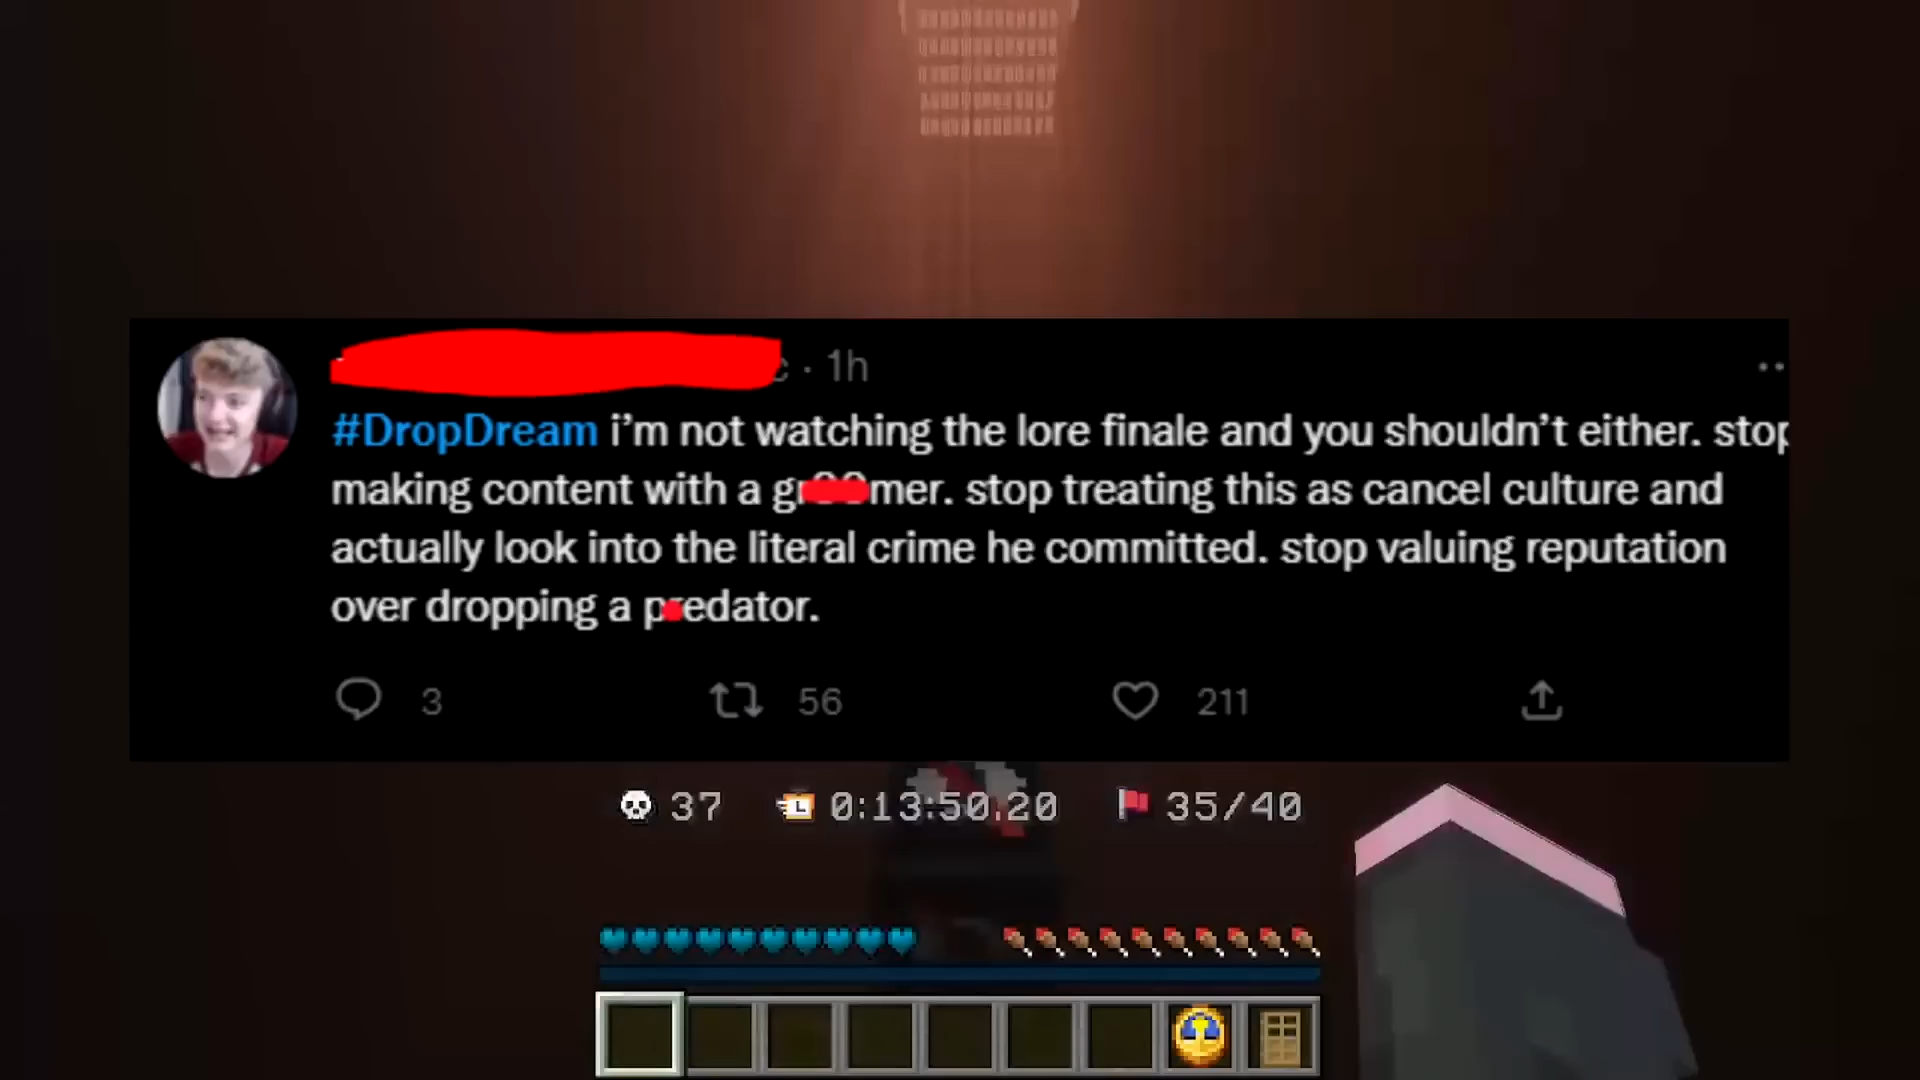 · 1h
#DropDream i’m not watching the lore finale and you shouldn’t either. stop
making content with a gr mer. stop treating this as cancel culture and
actually look into the literal crime he committed. stop valuing reputation
over dropping a predator.
3 56 211
37 0:13:50.20 35/40